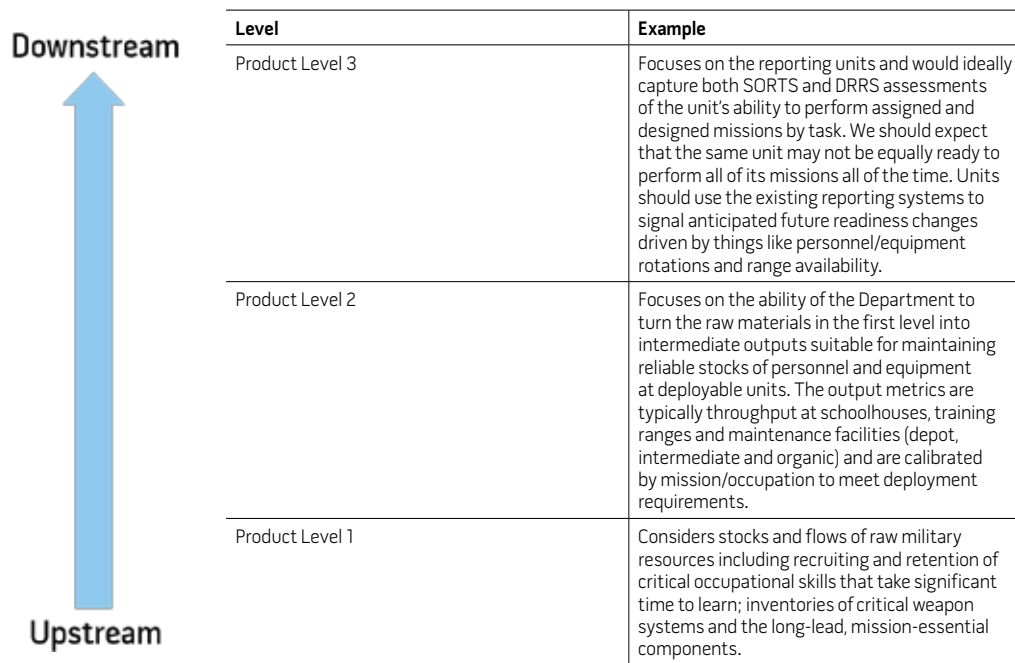 Downstream
Upstream
Level Example
Product Level 3 Focuses on the reporting units and would ideally
capture both SORTS and DRRS assessments
of the unit's ability to perform assigned and
designed missions by task. We should expect
that the same unit may not be equally ready to
perform all of its missions all of the time. Units
should use the existing reporting systems to
signal anticipated future readiness changes
driven by things like personnel/equipment
rotations and range availability.
Product Level 2 Focuses on the ability of the Department to
turn the raw materials in the first level into
intermediate outputs suitable for maintaining
reliable stocks of personnel and equipment
at deployable units. The output metrics are
typically throughput at schoolhouses, training
ranges and maintenance facilities (depot,
intermediate and organic) and are calibrated
by mission/occupation to meet deployment
requirements.
Product Level 1 Considers stocks and flows of raw military
resources including recruiting and retention of
critical occupational skills that take significant
time to learn; inventories of critical weapon
systems and the long-lead, mission-essential
components.